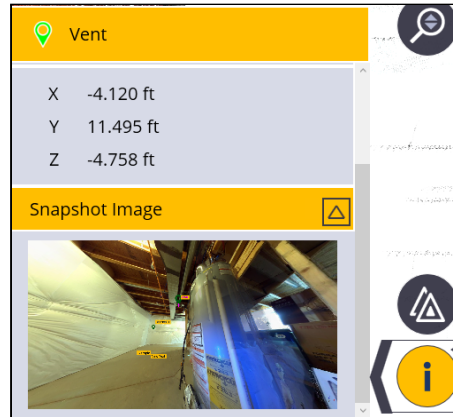 Vent
X -4.120 ft
Y 11.495 ft
Z -4.758 ft
Snapshot Image
i